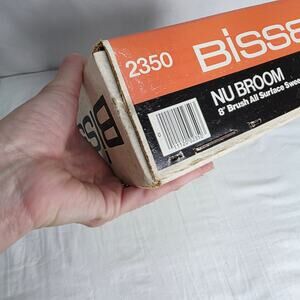 2350 Bisse
NU BROOM
8" Brush All Surface Swee